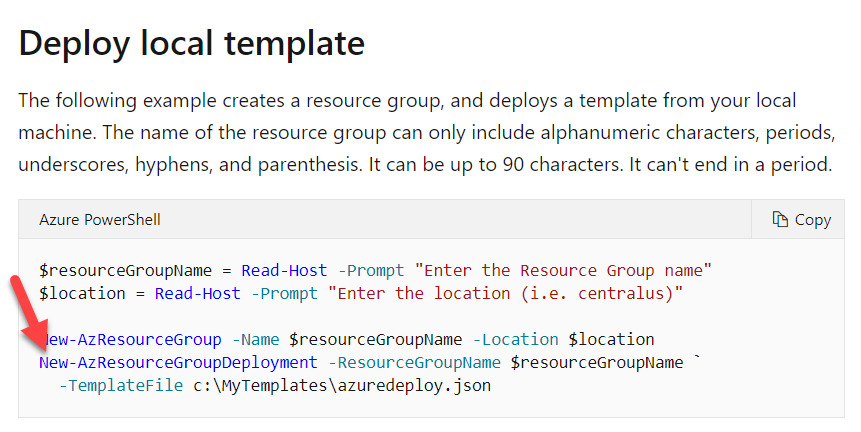 Deploy local template
The following example creates a resource group, and deploys a template from your local
machine. The name of the resource group can only include alphanumeric characters, periods,
underscores, hyphens, and parenthesis. It can be up to 90 characters. It can't end in a period.
Azure PowerShell
Copy
$resourceGroupName = Read-Host -Prompt "Enter the Resource Group name"
$location = Read-Host -Prompt "Enter the location (i.e. centralus)"
New-AzResourceGroup -Name $resourceGroupName -Location $location
New-AzResourceGroupDeployment -ResourceGroupName $resourceGroupName `
-TemplateFile c:\MyTemplates\azuredeploy.json